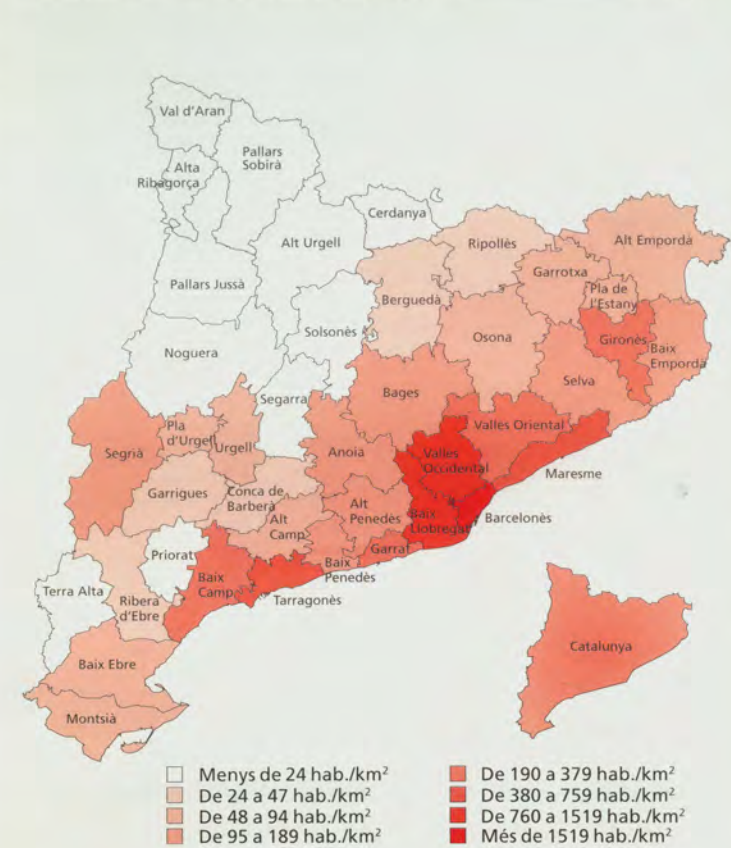 Val d'Aran
Pallars
Sobirà
Alta
Ribagorça
Cerdanya
Alt Urgell
Ripollès
Alt Empordà
Garrotxa
Pallars Jussà
Berguedà
Pla de
l'Estany
Solsonès
Osona
Gironès
Baix
Empordà
Noguera
Selva
Segarra
Bages
Pla
d'Urgell
Urgell
Vallès Oriental
Segrià
Anoia
Vallès
Occidental
Maresme
Garrigues
Conca de
Barberà
Alt
Penedès
Baix
Llobregat
Barcelonès
Alt
Camp
Priorat
Garraf
Baix
Penedès
Baix
Camp
Terra Alta
Ribera
d'Ebre
Tarragonès
Catalunya
Baix Ebre
Montsià
Menys de 24 hab./km²
De 24 a 47 hab./km²
De 48 a 94 hab./km²
De 95 a 189 hab./km²
De 190 a 379 hab./km²
De 380 a 759 hab./km²
De 760 a 1519 hab./km²
Més de 1519 hab./km²